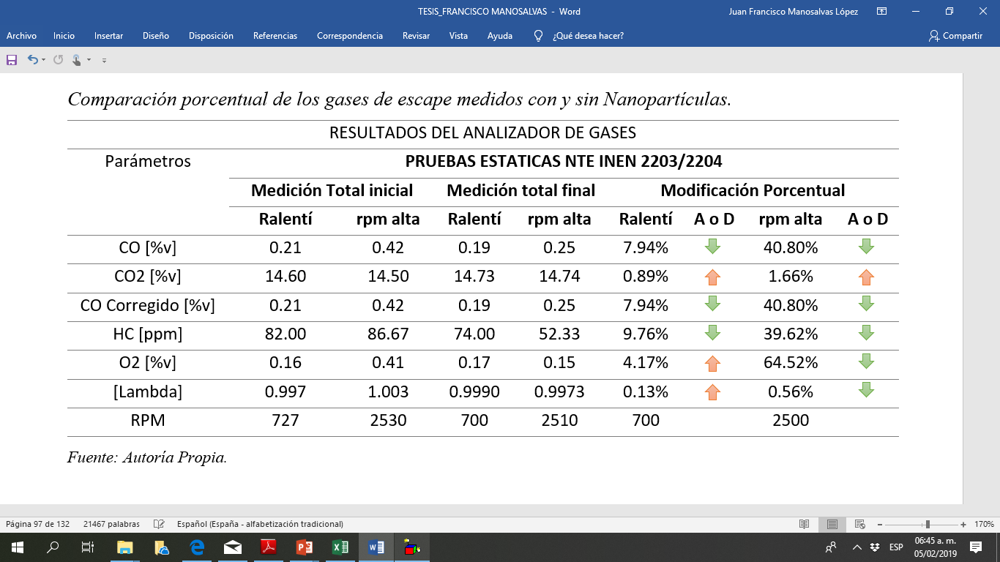 TESIS_FRANCISCO MANOSALVAS - Word
Juan Francisco Manosalvas López
Archivo Inicio Insertar Diseño Disposición Referencias Correspondencia Revisar Vista Ayuda ¿Qué desea hacer? Compartir
Comparación porcentual de los gases de escape medidos con y sin Nanopartículas.
RESULTADOS DEL ANALIZADOR DE GASES
Parámetros PRUEBAS ESTATICAS NTE INEN 2203/2204
Medición Total inicial Medición total final Modificación Porcentual
Ralentí rpm alta Ralentí rpm alta Ralentí A o D rpm alta A o D
CO [%v] 0.21 0.42 0.19 0.25 7.94% 40.80%
CO2 [%v] 14.60 14.50 14.73 14.74 0.89% 1.66%
CO Corregido [%v] 0.21 0.42 0.19 0.25 7.94% 40.80%
HC [ppm] 82.00 86.67 74.00 52.33 9.76% 39.62%
O2 [%v] 0.16 0.41 0.17 0.15 4.17% 64.52%
[Lambda] 0.997 1.003 0.9990 0.9973 0.13% 0.56%
RPM 727 2530 700 2510 700 2500
Fuente: Autoría Propia.
Página 97 de 132 21467 palabras Español (España - alfabetización tradicional) 170%
ESP 06:45 a. m.
05/02/2019